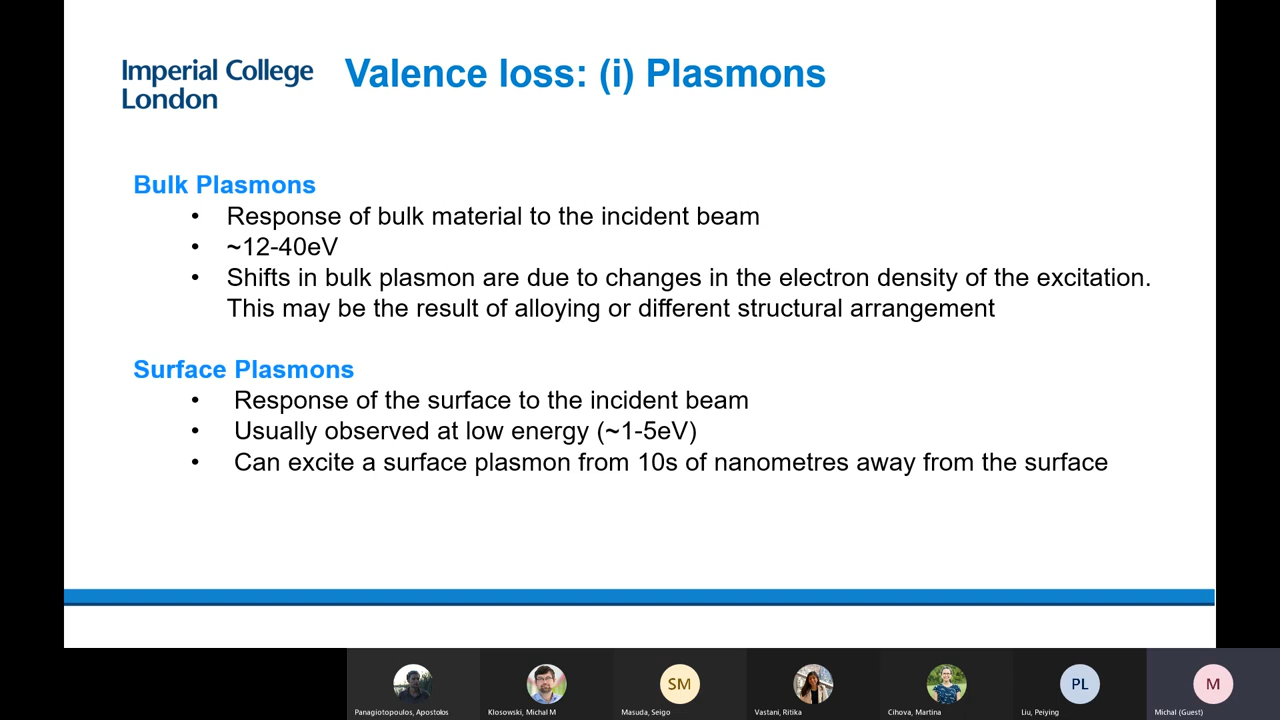 Imperial College
London
Valence loss: (i) Plasmons
Bulk Plasmons
• Response of bulk material to the incident beam
• ~12-40eV
• Shifts in bulk plasmon are due to changes in the electron density of the excitation.
This may be the result of alloying or different structural arrangement
Surface Plasmons
• Response of the surface to the incident beam
• Usually observed at low energy (~1-5eV)
• Can excite a surface plasmon from 10s of nanometres away from the surface
SM
PL
M
Panagiotopoulos, Apostolos
Klosowski, Michal M
Masuda, Seigo
Vastani, Ritika
Cihova, Martina
Liu, Peiying
Michal (Guest)